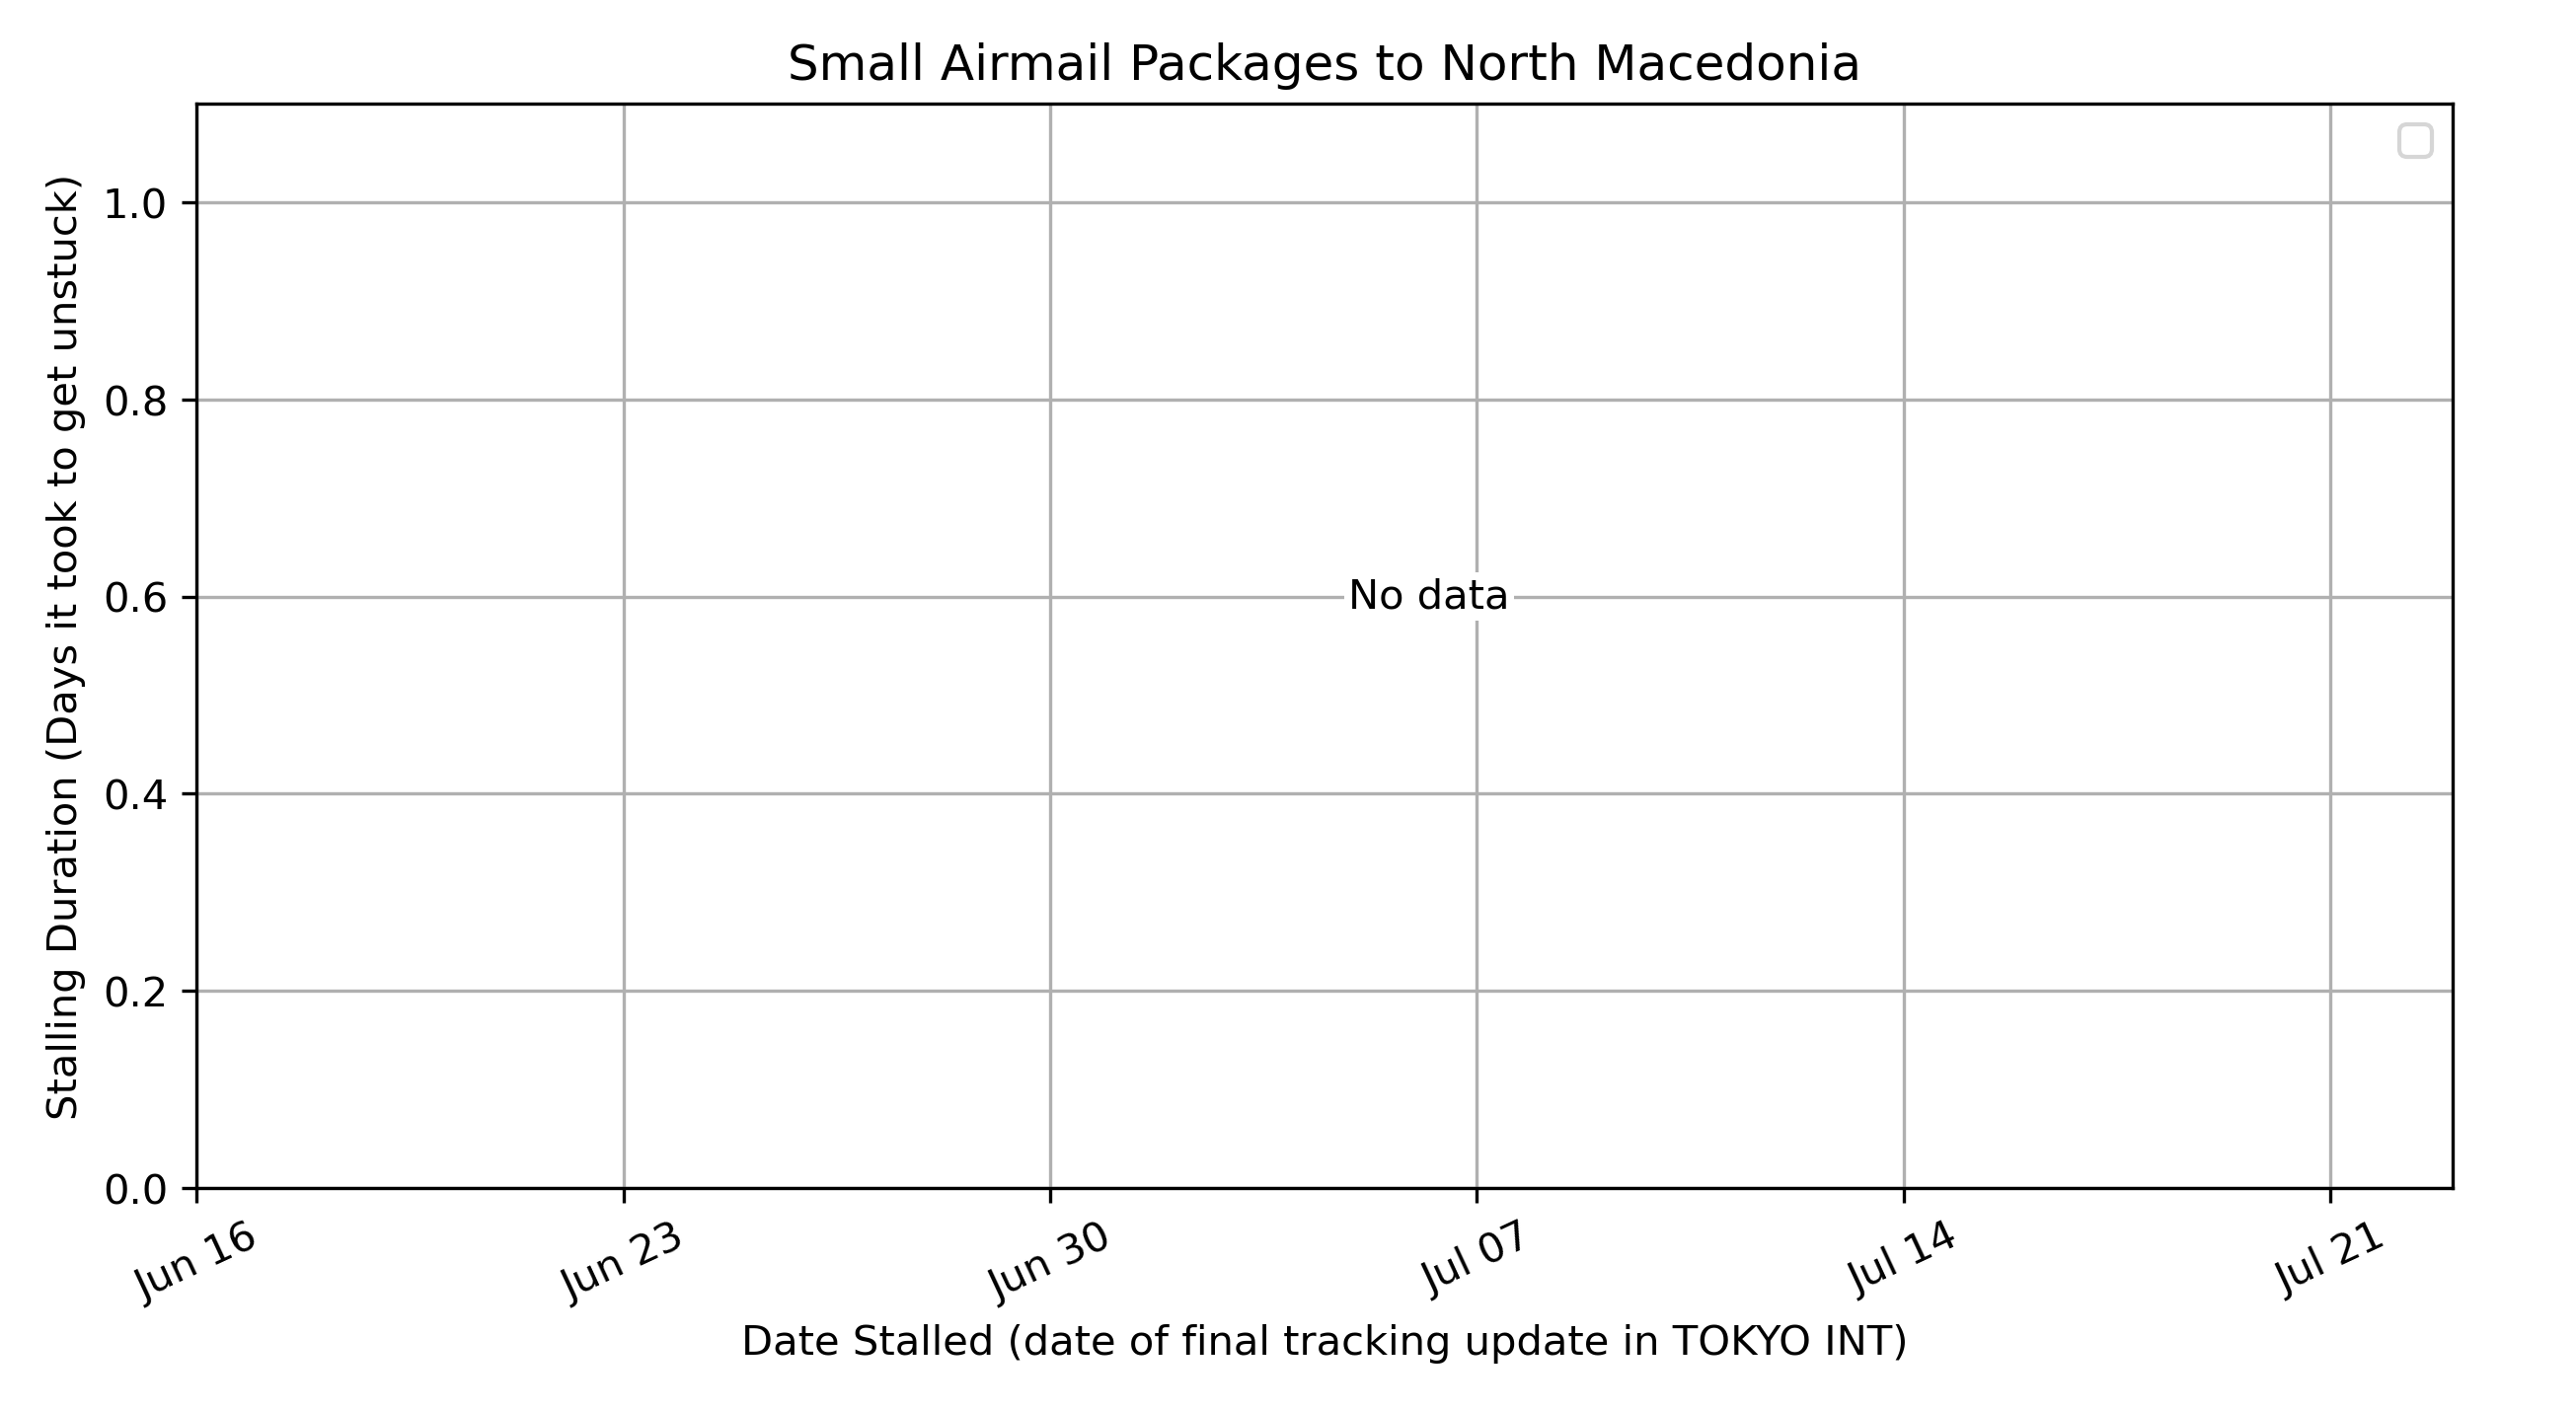 Small Airmail Packages to North Macedonia
Stalling Duration (Days it took to get unstuck)
1.0
0.8
0.6
0.4
0.2
0.0
No data
Jun 16
Jun 23
Jun 30
Jul 07
Jul 14
Jul 21
Date Stalled (date of final tracking update in TOKYO INT)